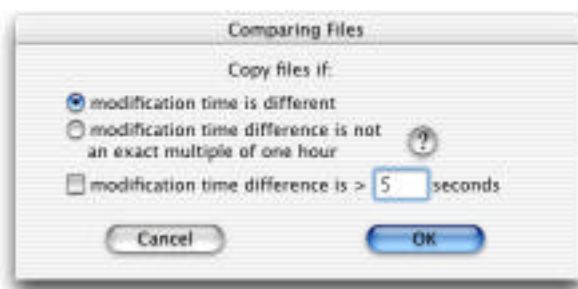 Comparing Files
Copy files if:
modification time is different
modification time difference is not
an exact multiple of one hour
?
modification time difference is > 5 seconds
Cancel OK